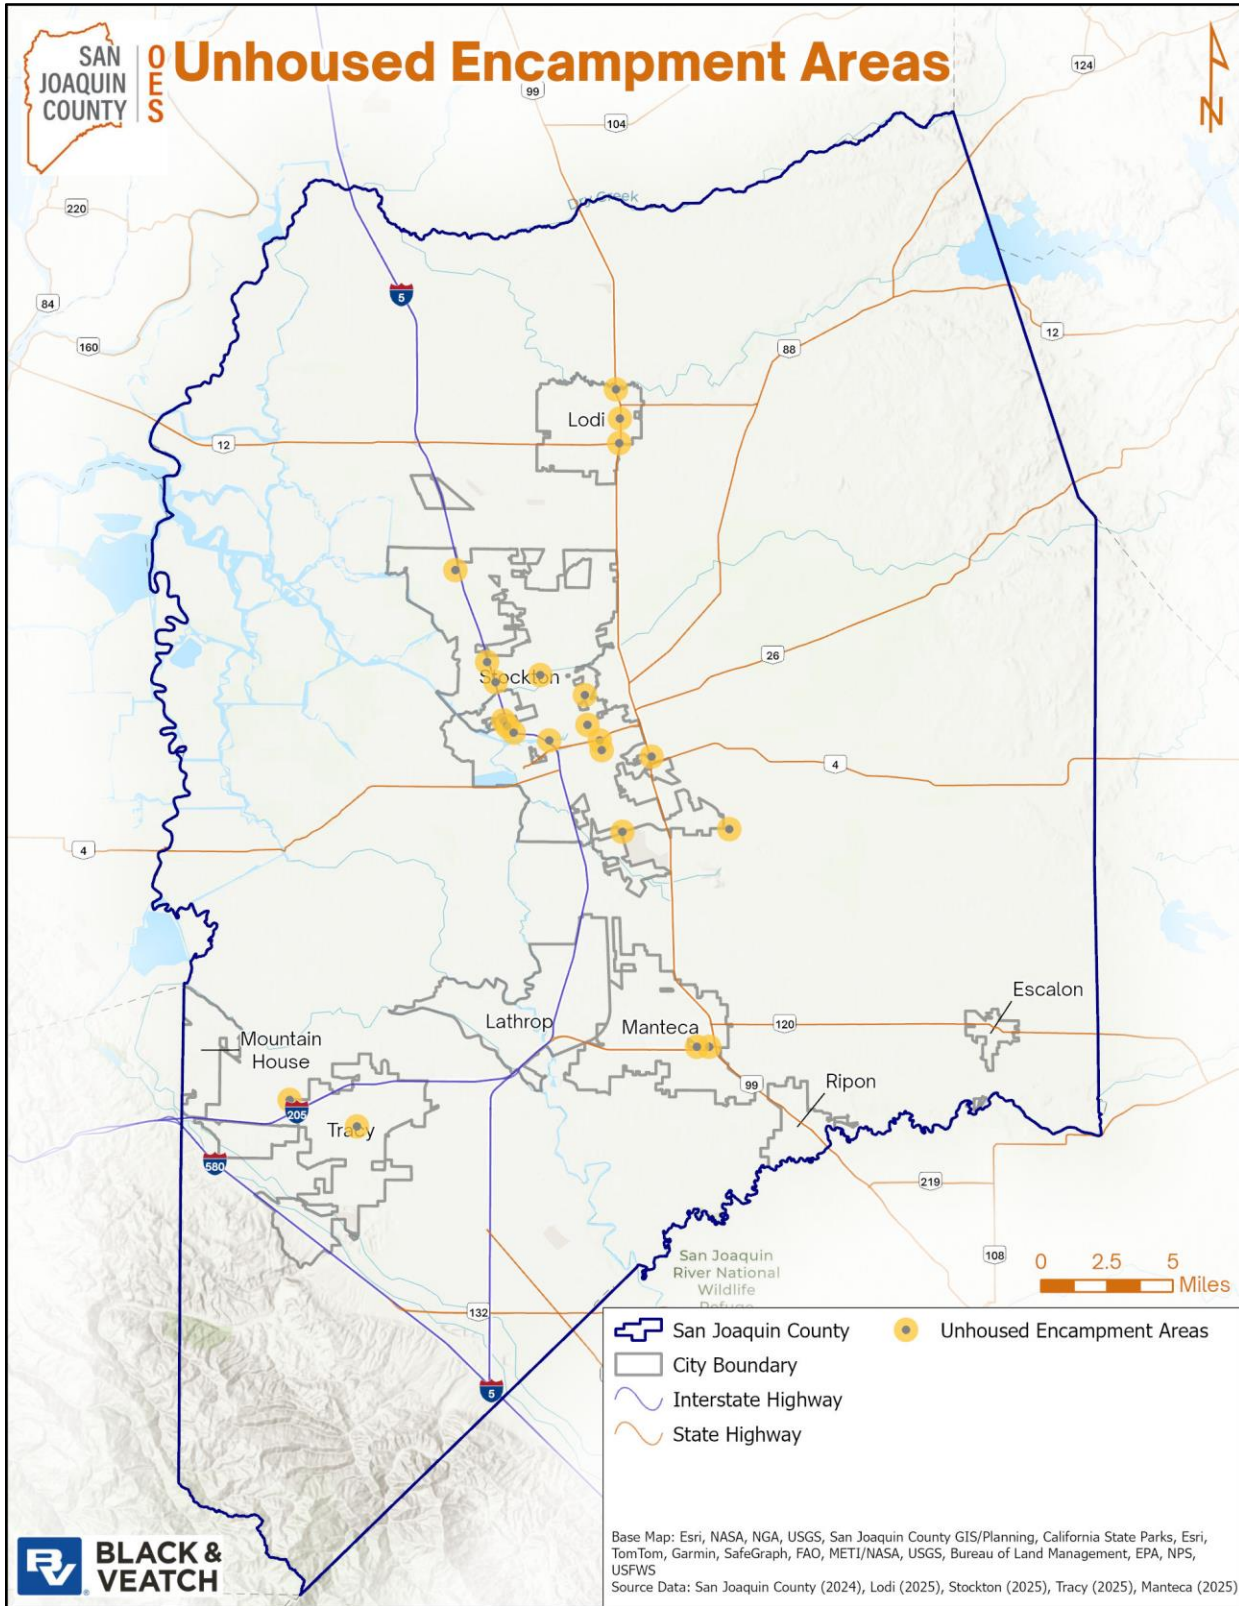 SAN
JOAQUIN
COUNTY
OES
Unhoused Encampment Areas
99
124
104
220
Dry Creek
5
84
160
12
88
Lodi
12
26
Stockton
4
4
Escalon
Lathrop
Manteca
120
Mountain
House
99
Ripon
205
Tracy
580
219
108
San Joaquin
River National
Wildlife
Refuge
132
5
0 2.5 5
Miles
N
San Joaquin County
Unhoused Encampment Areas
City Boundary
Interstate Highway
State Highway
Base Map: Esri, NASA, NGA, USGS, San Joaquin County GIS/Planning, California State Parks, Esri,
TomTom, Garmin, SafeGraph, FAO, METI/NASA, USGS, Bureau of Land Management, EPA, NPS,
USFWS
Source Data: San Joaquin County (2024), Lodi (2025), Stockton (2025), Tracy (2025), Manteca (2025)
BV
BLACK &
VEATCH